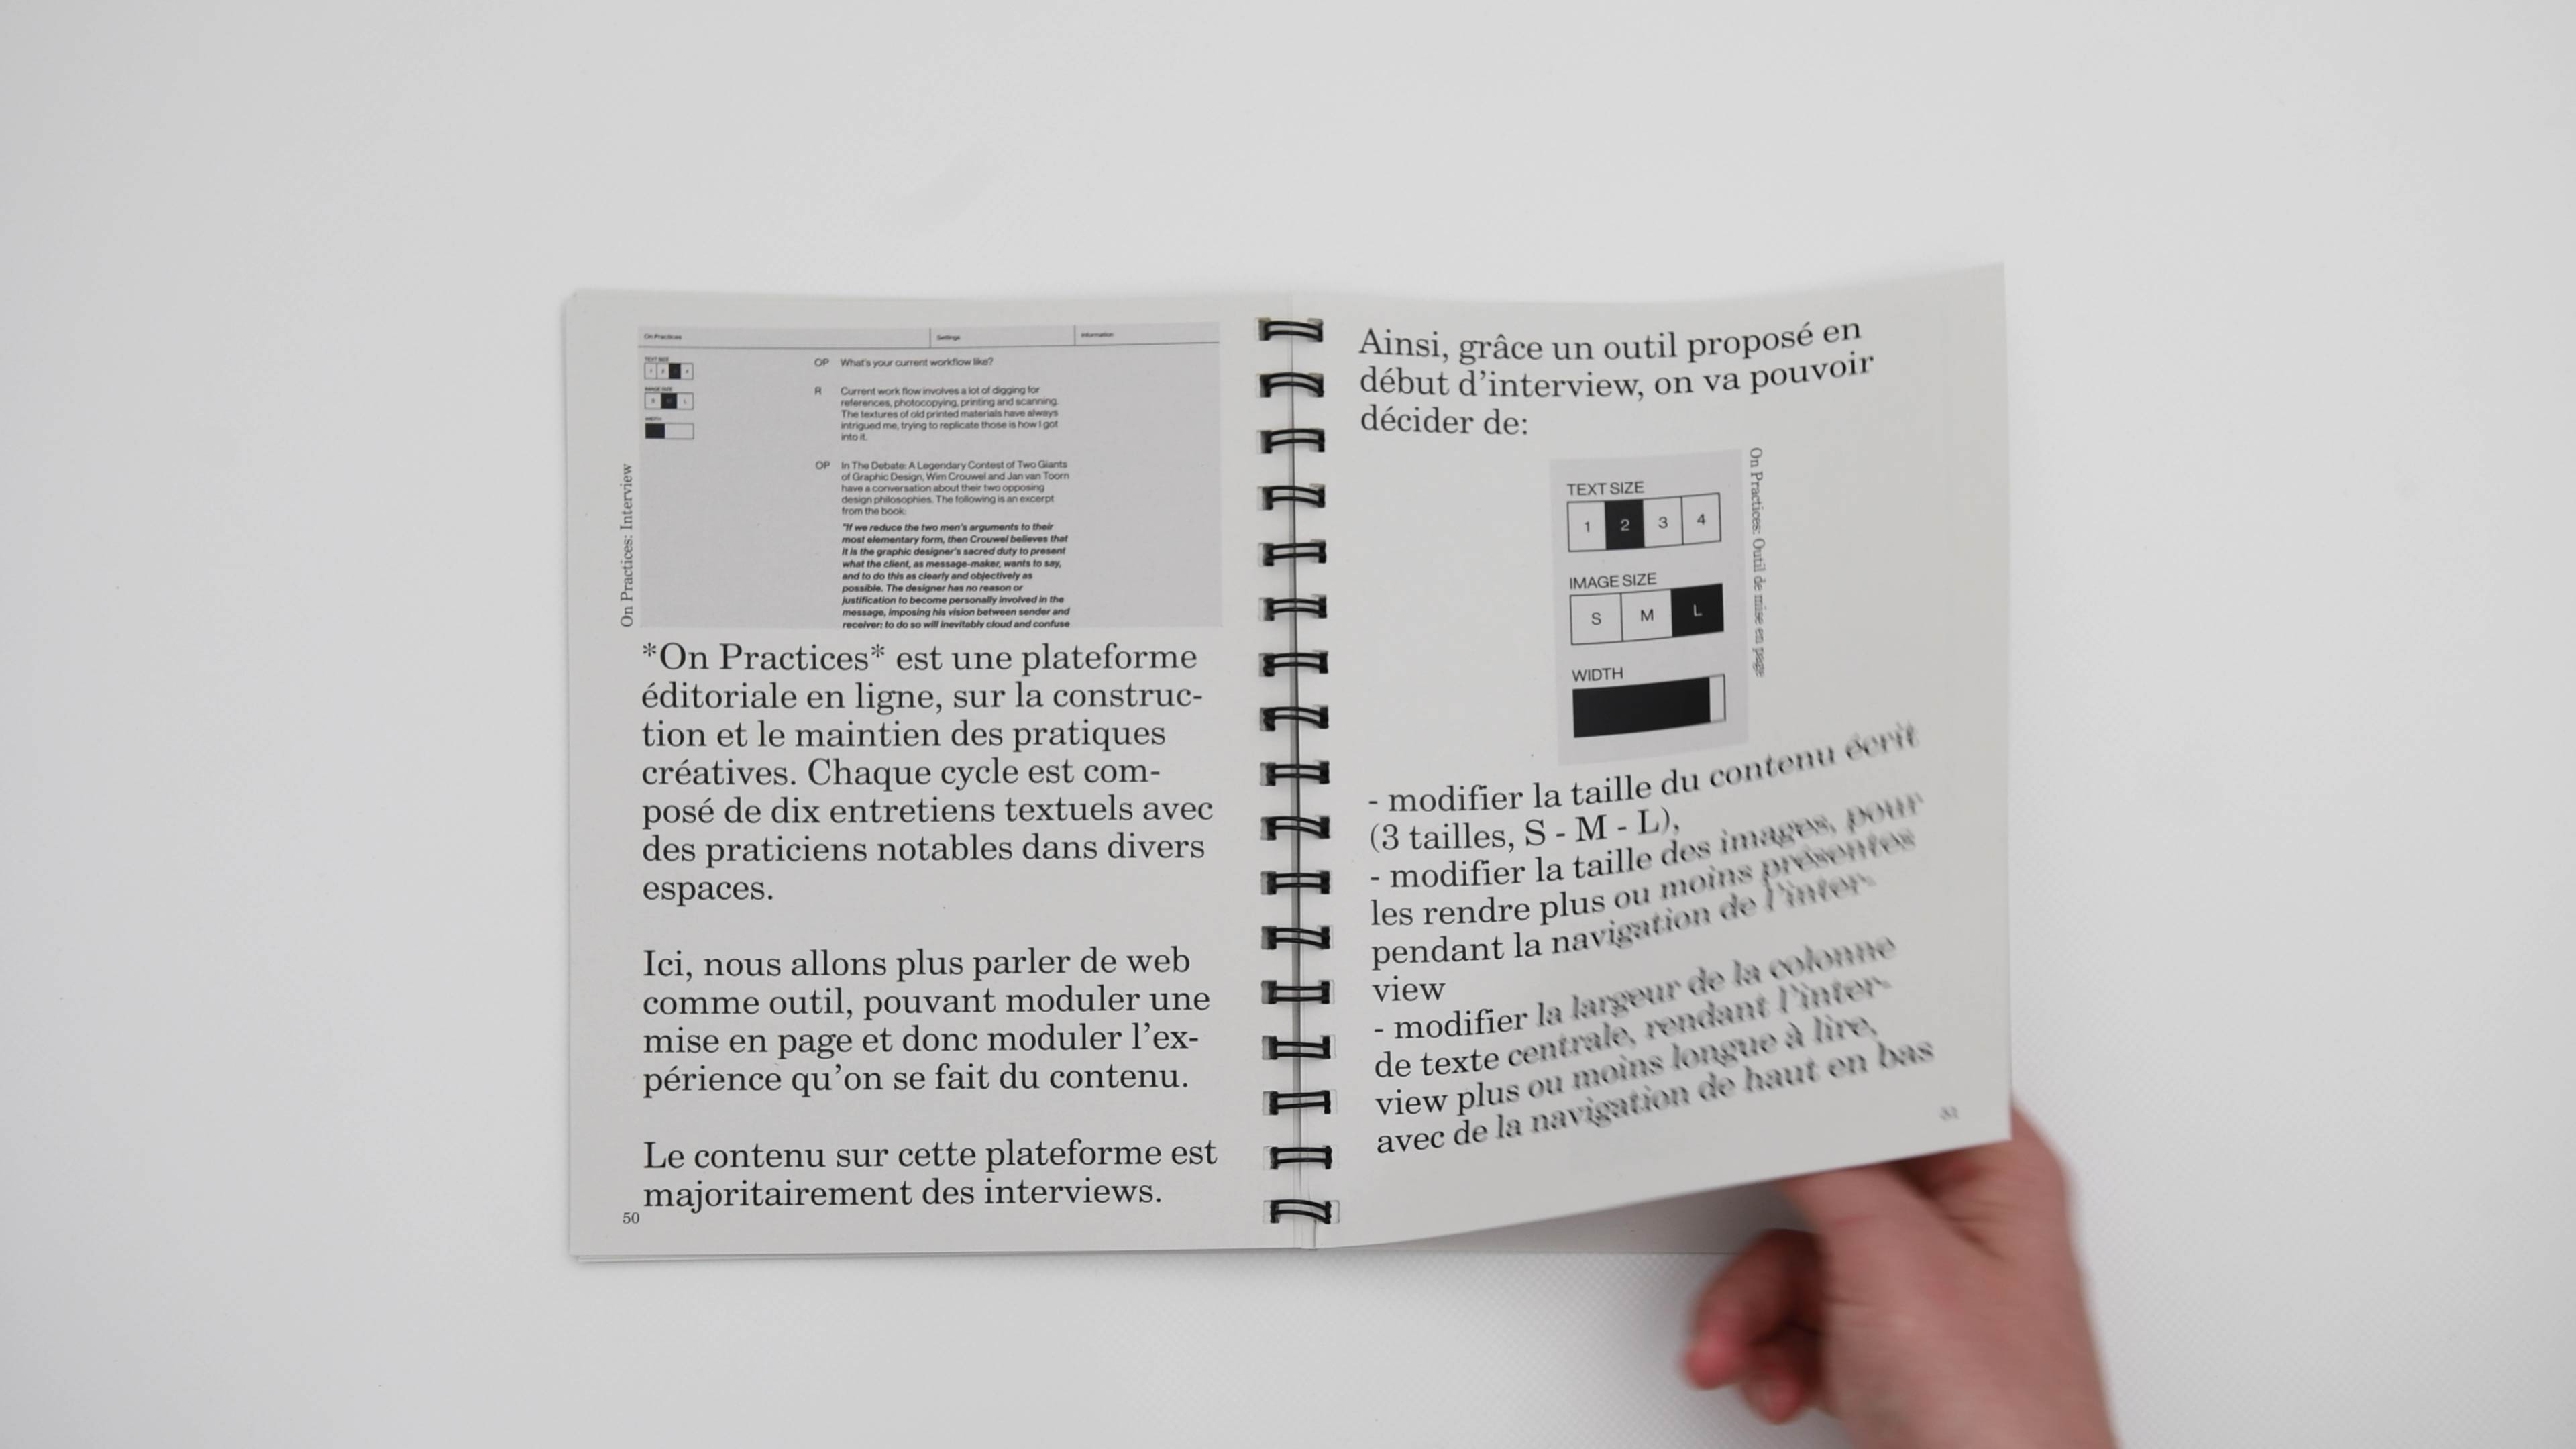 On Practices
Settings
Information
TEXT SIZE
IMAGE SIZE
WIDTH
OP What's your current workflow like?
R Current work flow involves a lot of digging for
references, photocopying, printing and scanning.
The textures of old printed materials have always
intrigued me, trying to replicate those is how I got
into it.
OP In The Debate: A Legendary Contest of Two Giants
of Graphic Design, Wim Crouwel and Jan van Toorn
have a conversation about their two opposing
design philosophies. The following is an excerpt
from the book:
"If we reduce the two men's arguments to their
most elementary form, then Crouwel believes that
it is the graphic designer's sacred duty to present
what the client, as message-maker, wants to say,
and to do this as clearly and objectively as
possible. The designer has no reason or
justification to become personally involved in the
message, imposing his vision between sender and
receiver: to do so will inevitably cloud and confuse
On Practices: Interview
*On Practices* est une plateforme
éditoriale en ligne, sur la construc-
tion et le maintien des pratiques
créatives. Chaque cycle est com-
posé de dix entretiens textuels avec
des praticiens notables dans divers
espaces.
Ici, nous allons plus parler de web
comme outil, pouvant moduler une
mise en page et donc moduler l'ex-
périence qu'on se fait du contenu.
Le contenu sur cette plateforme est
majoritairement des interviews.
50
Ainsi, grâce un outil proposé en
début d'interview, on va pouvoir
décider de:
TEXT SIZE
1 2 3 4
IMAGE SIZE
S M L
WIDTH
On Practices: Outil de mise en page
- modifier la taille du contenu écrit
(3 tailles, S - M - L),
- modifier la taille des images, pour
les rendre plus ou moins présentes
pendant la navigation de l'inter-
view
- modifier la largeur de la colonne
de texte centrale, rendant l'inter-
view plus ou moins longue à lire,
avec de la navigation de haut en bas
51